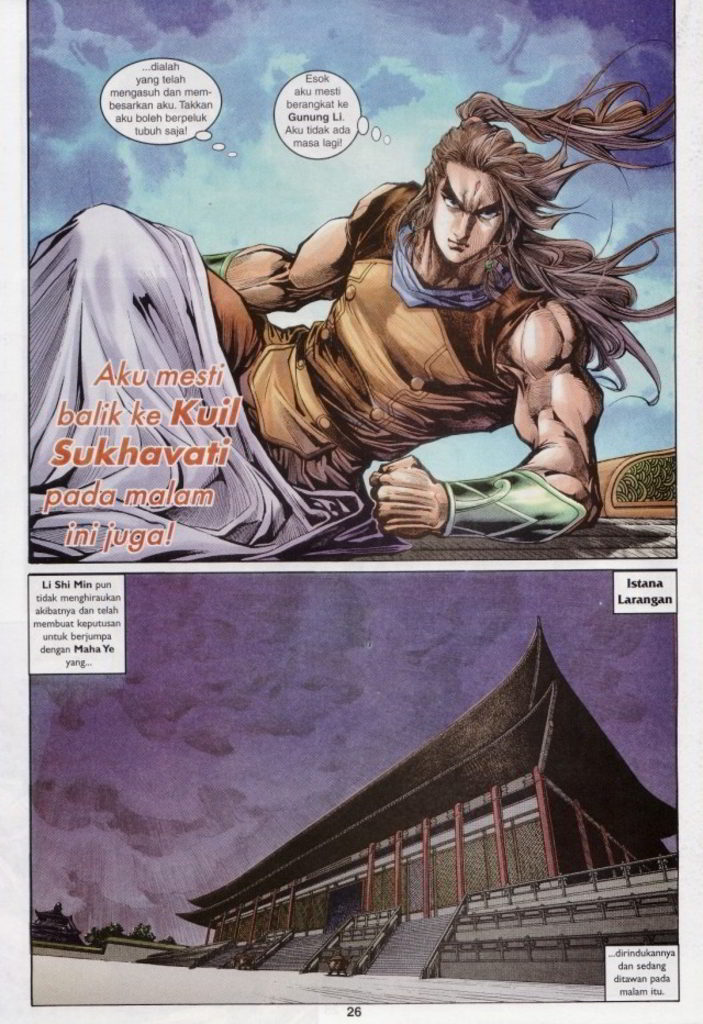 ...dialah
yang telah
mengasuh dan mem-
besarkan aku. Takkan
aku boleh berpeluk
tubuh saja!
Esok
aku mesti
berangkat ke
Gunung Li.
Aku tidak ada
masa lagi!
Aku mesti
balik ke Kuil
Sukhavati
pada malam
ini juga!
Li Shi Min pun
tidak menghiraukan
akibatnya dan telah
membuat keputusan
untuk berjumpa
dengan Maha Ye
yang...
Istana
Larangan
...dirindukannya
dan sedang
ditawan pada
malam itu.
26